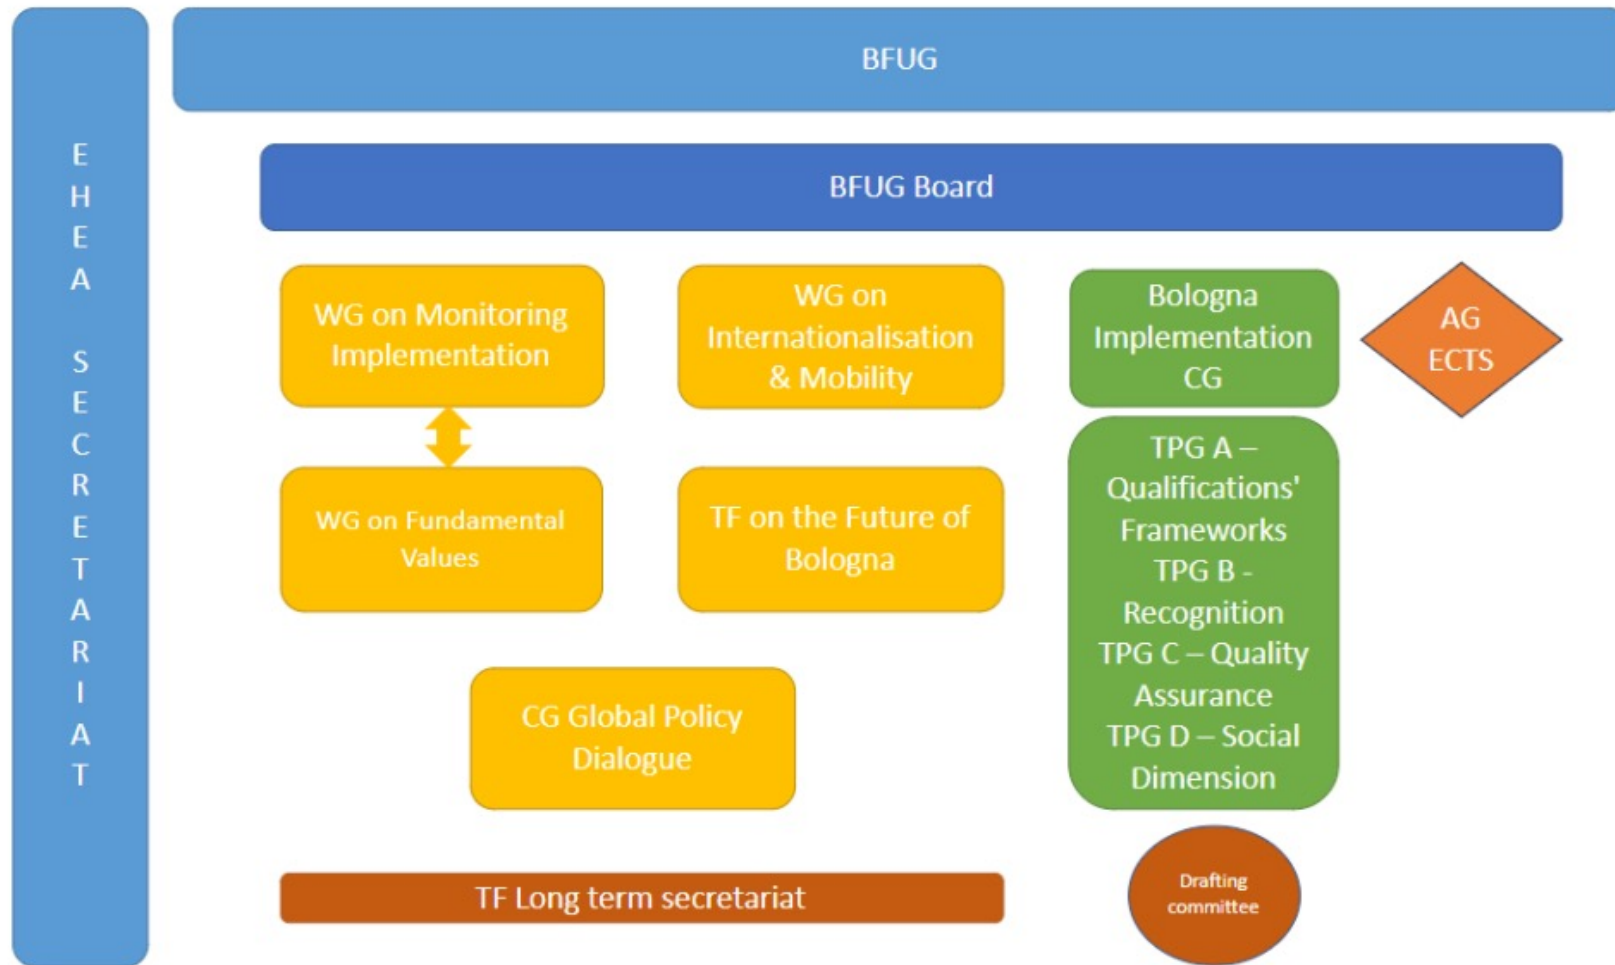 EHEA SECRETARIAT
BFUG
BFUG Board
WG on Monitoring
Implementation
WG on
Internationalisation
& Mobility
Bologna
Implementation
CG
AG
ECTS
WG on Fundamental
Values
TF on the Future of
Bologna
TPG A –
Qualifications'
Frameworks
TPG B -
Recognition
TPG C – Quality
Assurance
TPG D – Social
Dimension
CG Global Policy
Dialogue
TF Long term secretariat
Drafting
committee